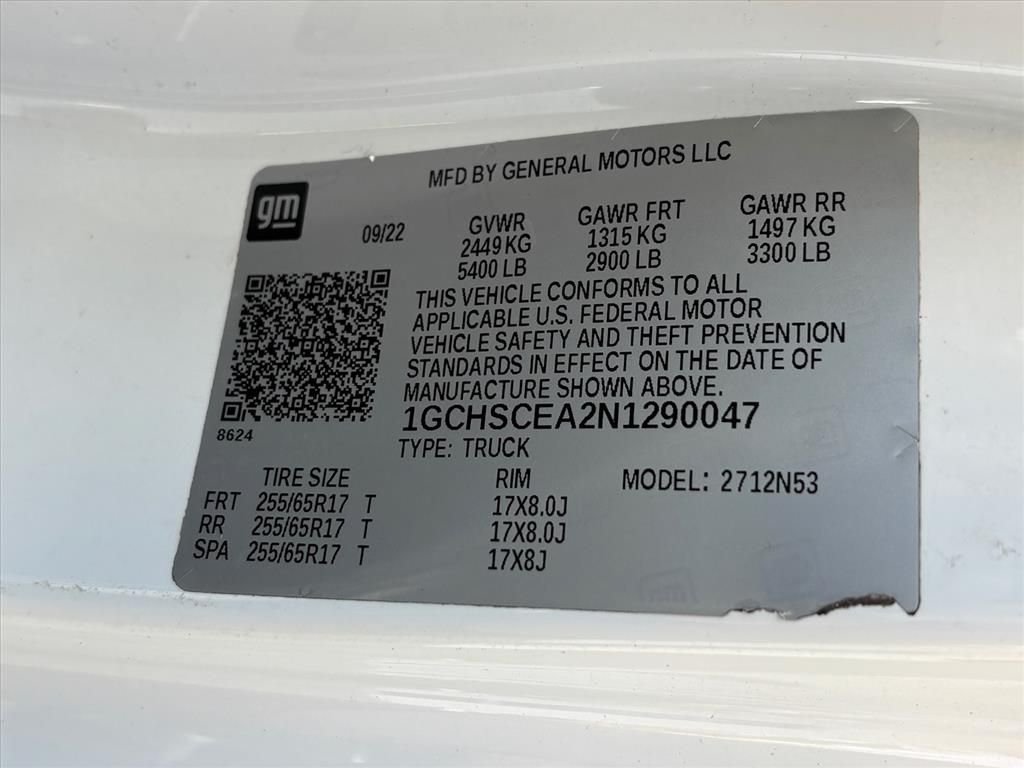 MFD BY GENERAL MOTORS LLC
gm
09/22
GVWR
2449 KG
5400 LB
GAWR FRT
1315 KG
2900 LB
GAWR RR
1497 KG
3300 LB
THIS VEHICLE CONFORMS TO ALL
APPLICABLE U.S. FEDERAL MOTOR
VEHICLE SAFETY AND THEFT PREVENTION
STANDARDS IN EFFECT ON THE DATE OF
MANUFACTURE SHOWN ABOVE.
8624
1GCHSCEA2N1290047
TYPE: TRUCK
TIRE SIZE RIM MODEL: 2712N53
FRT 255/65R17 T 17X8.0J
RR 255/65R17 T 17X8.0J
SPA 255/65R17 T 17X8J